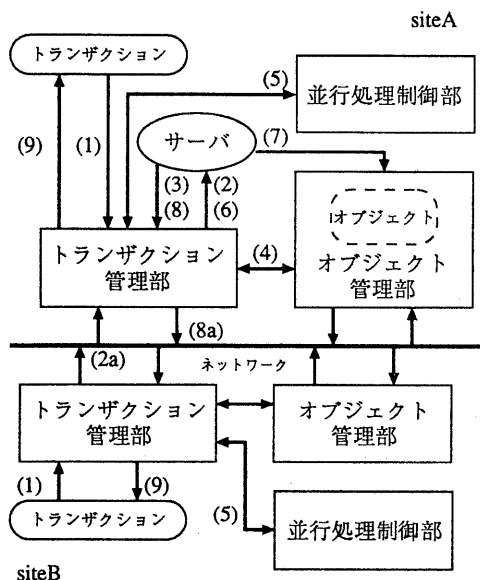 siteA
トランザクション
(5)
並行処理制御部
(9)
(1)
サーバ
(7)
(3)
(2)
(8)
(6)
オブジェクト
トランザクション
管理部
(4)
オブジェクト
管理部
(8a)
(2a)
ネットワーク
トランザクション
管理部
オブジェクト
管理部
(1)
(9)
(5)
トランザクション
並行処理制御部
siteB